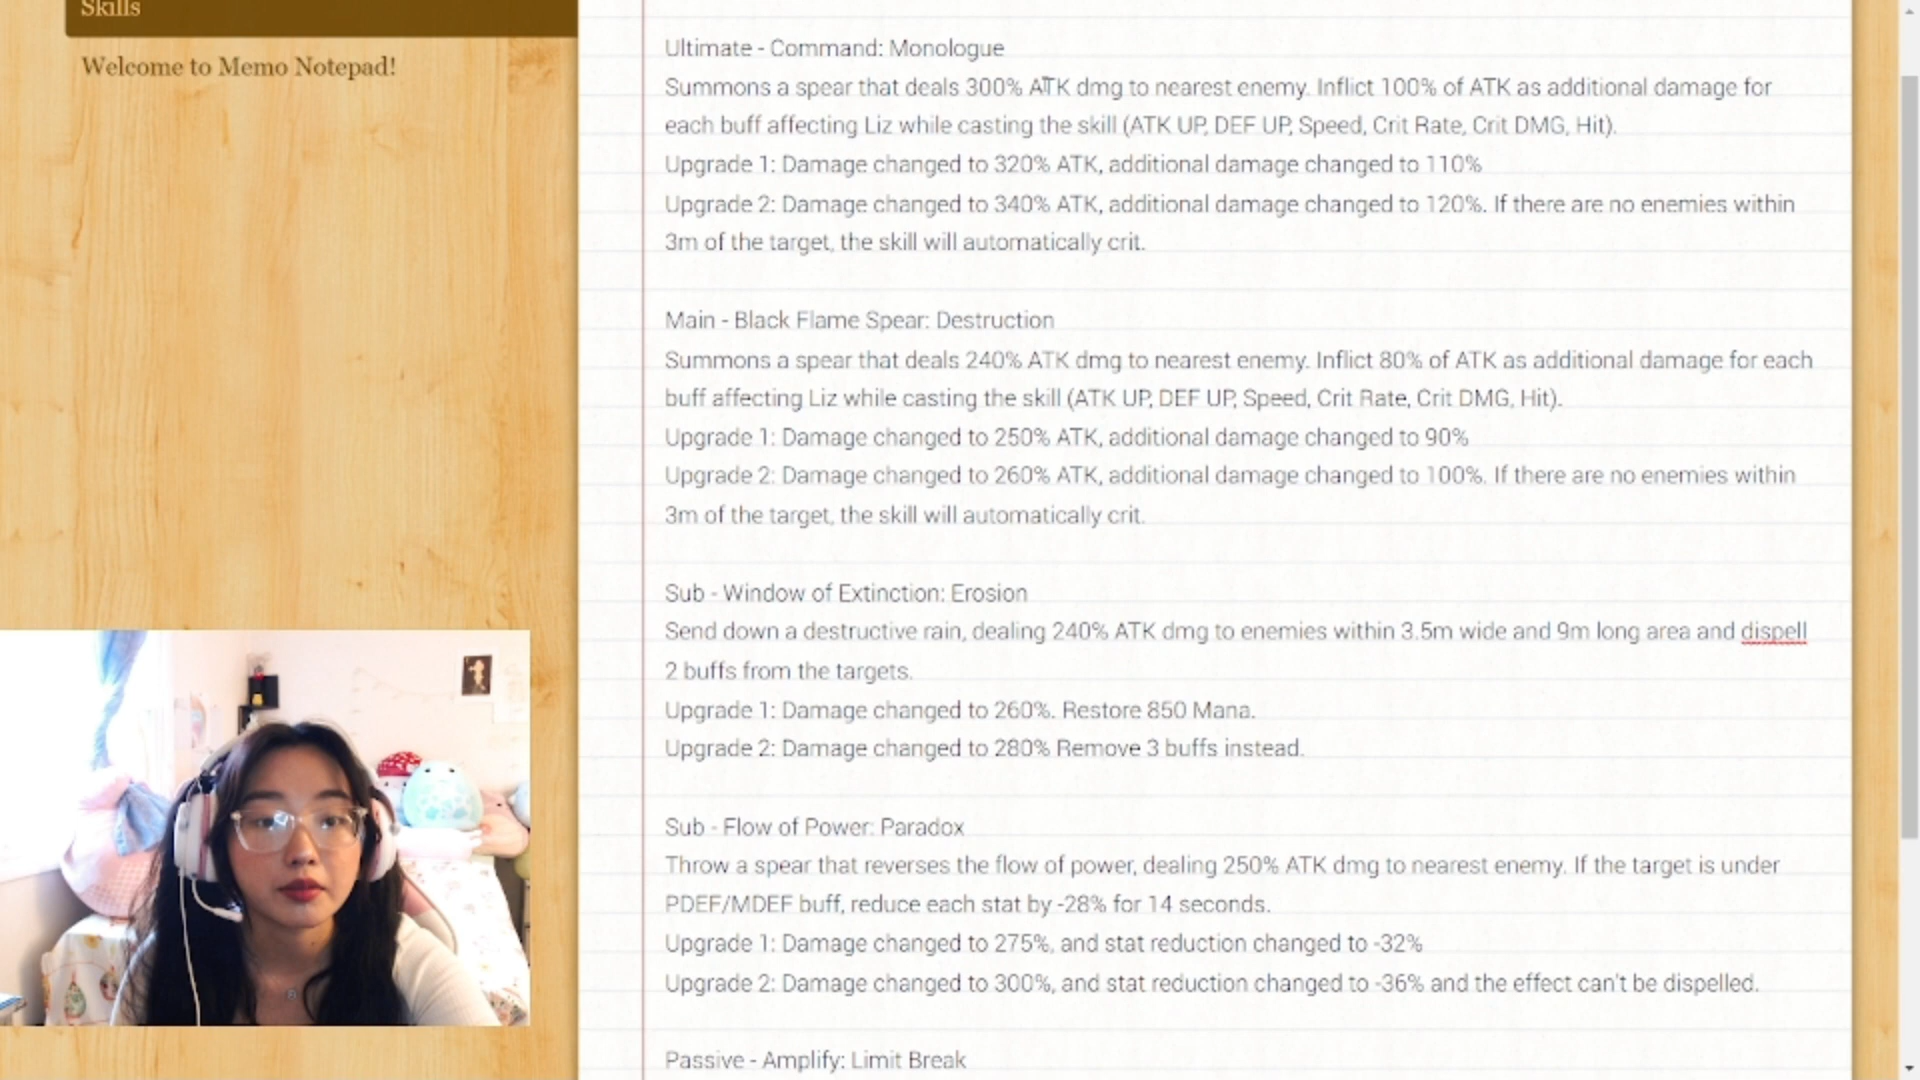 Skills
Welcome to Memo Notepad!
Ultimate - Command: Monologue
Summons a spear that deals 300% ATK dmg to nearest enemy. Inflict 100% of ATK as additional damage for
each buff affecting Liz while casting the skill (ATK UP, DEF UP, Speed, Crit Rate, Crit DMG, Hit).
Upgrade 1: Damage changed to 320% ATK, additional damage changed to 110%
Upgrade 2: Damage changed to 340% ATK, additional damage changed to 120%. If there are no enemies within
3m of the target, the skill will automatically crit.
Main - Black Flame Spear: Destruction
Summons a spear that deals 240% ATK dmg to nearest enemy. Inflict 80% of ATK as additional damage for each
buff affecting Liz while casting the skill (ATK UP, DEF UP, Speed, Crit Rate, Crit DMG, Hit).
Upgrade 1: Damage changed to 250% ATK, additional damage changed to 90%
Upgrade 2: Damage changed to 260% ATK, additional damage changed to 100%. If there are no enemies within
3m of the target, the skill will automatically crit.
Sub - Window of Extinction: Erosion
Send down a destructive rain, dealing 240% ATK dmg to enemies within 3.5m wide and 9m long area and dispell
2 buffs from the targets.
Upgrade 1: Damage changed to 260%. Restore 850 Mana.
Upgrade 2: Damage changed to 280% Remove 3 buffs instead.
Sub - Flow of Power: Paradox
Throw a spear that reverses the flow of power, dealing 250% ATK dmg to nearest enemy. If the target is under
PDEF/MDEF buff, reduce each stat by -28% for 14 seconds.
Upgrade 1: Damage changed to 275%, and stat reduction changed to -32%
Upgrade 2: Damage changed to 300%, and stat reduction changed to -36% and the effect can't be dispelled.
Passive - Amplify: Limit Break